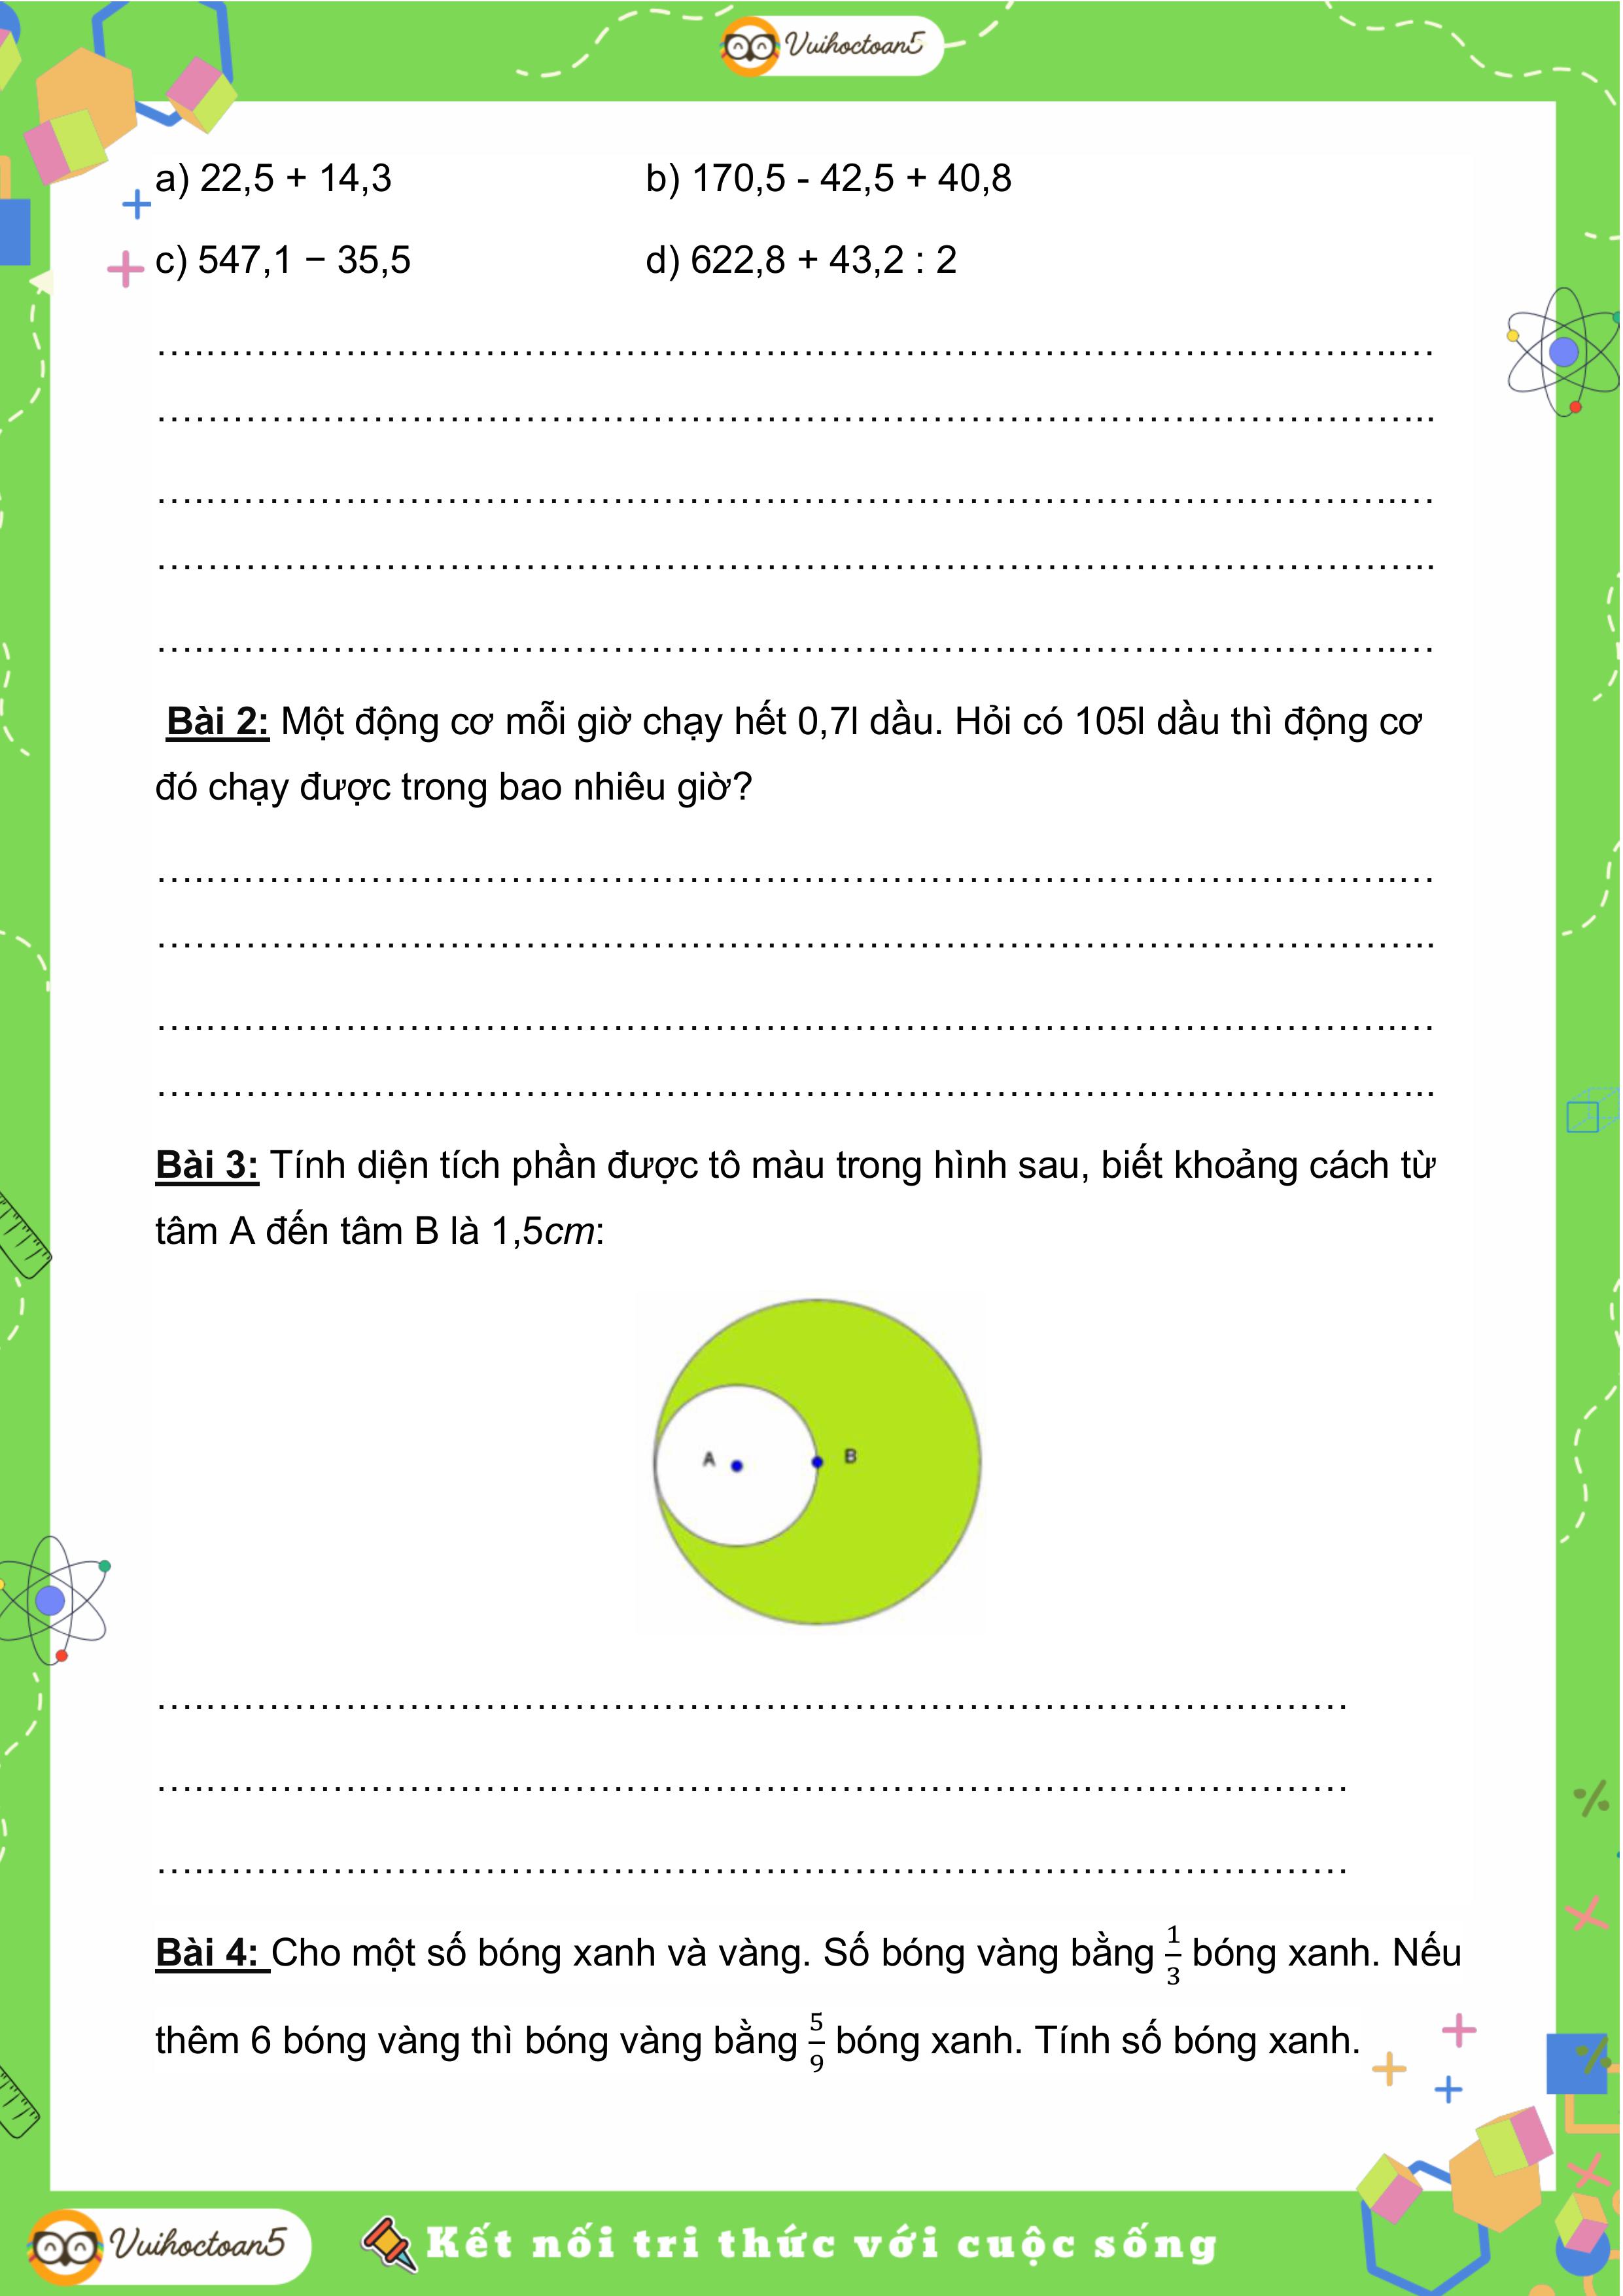 Vuihoctoan5
a) 22,5 + 14,3 b) 170,5 - 42,5 + 40,8
c) 547,1 − 35,5 d) 622,8 + 43,2 : 2
Bài 2: Một động cơ mỗi giờ chạy hết 0,7l dầu. Hỏi có 105l dầu thì động cơ
đó chạy được trong bao nhiêu giờ?
Bài 3: Tính diện tích phần được tô màu trong hình sau, biết khoảng cách từ
tâm A đến tâm B là 1,5cm:
A B
Bài 4: Cho một số bóng xanh và vàng. Số bóng vàng bằng 1/3 bóng xanh. Nếu
thêm 6 bóng vàng thì bóng vàng bằng 5/9 bóng xanh. Tính số bóng xanh.
Vuihoctoan5 Kết nối tri thức với cuộc sống